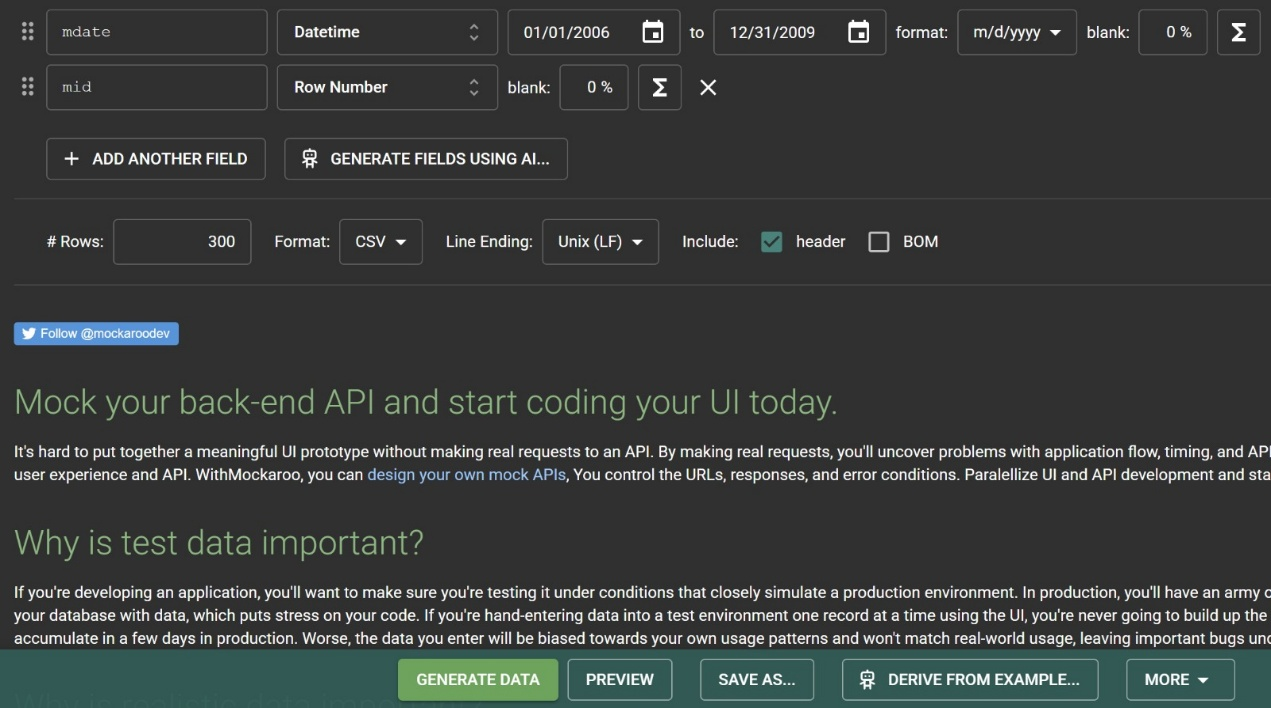 mdate Datetime 01/01/2006 to 12/31/2009 format: m/d/yyyy blank: 0 % Σ
mid Row Number blank: 0 % Σ
+ ADD ANOTHER FIELD GENERATE FIELDS USING AI...
# Rows: 300 Format: CSV Line Ending: Unix (LF) Include: header BOM
Follow @mockaroodev
Mock your back-end API and start coding your UI today.
It's hard to put together a meaningful UI prototype without making real requests to an API. By making real requests, you'll uncover problems with application flow, timing, and API
user experience and API. WithMockaroo, you can design your own mock APIs, You control the URLs, responses, and error conditions. Paralellize UI and API development and sta
Why is test data important?
If you're developing an application, you'll want to make sure you're testing it under conditions that closely simulate a production environment. In production, you'll have an army o
your database with data, which puts stress on your code. If you're hand-entering data into a test environment one record at a time using the UI, you're never going to build up the
accumulate in a few days in production. Worse, the data you enter will be biased towards your own usage patterns and won't match real-world usage, leaving important bugs und
GENERATE DATA PREVIEW SAVE AS... DERIVE FROM EXAMPLE... MORE